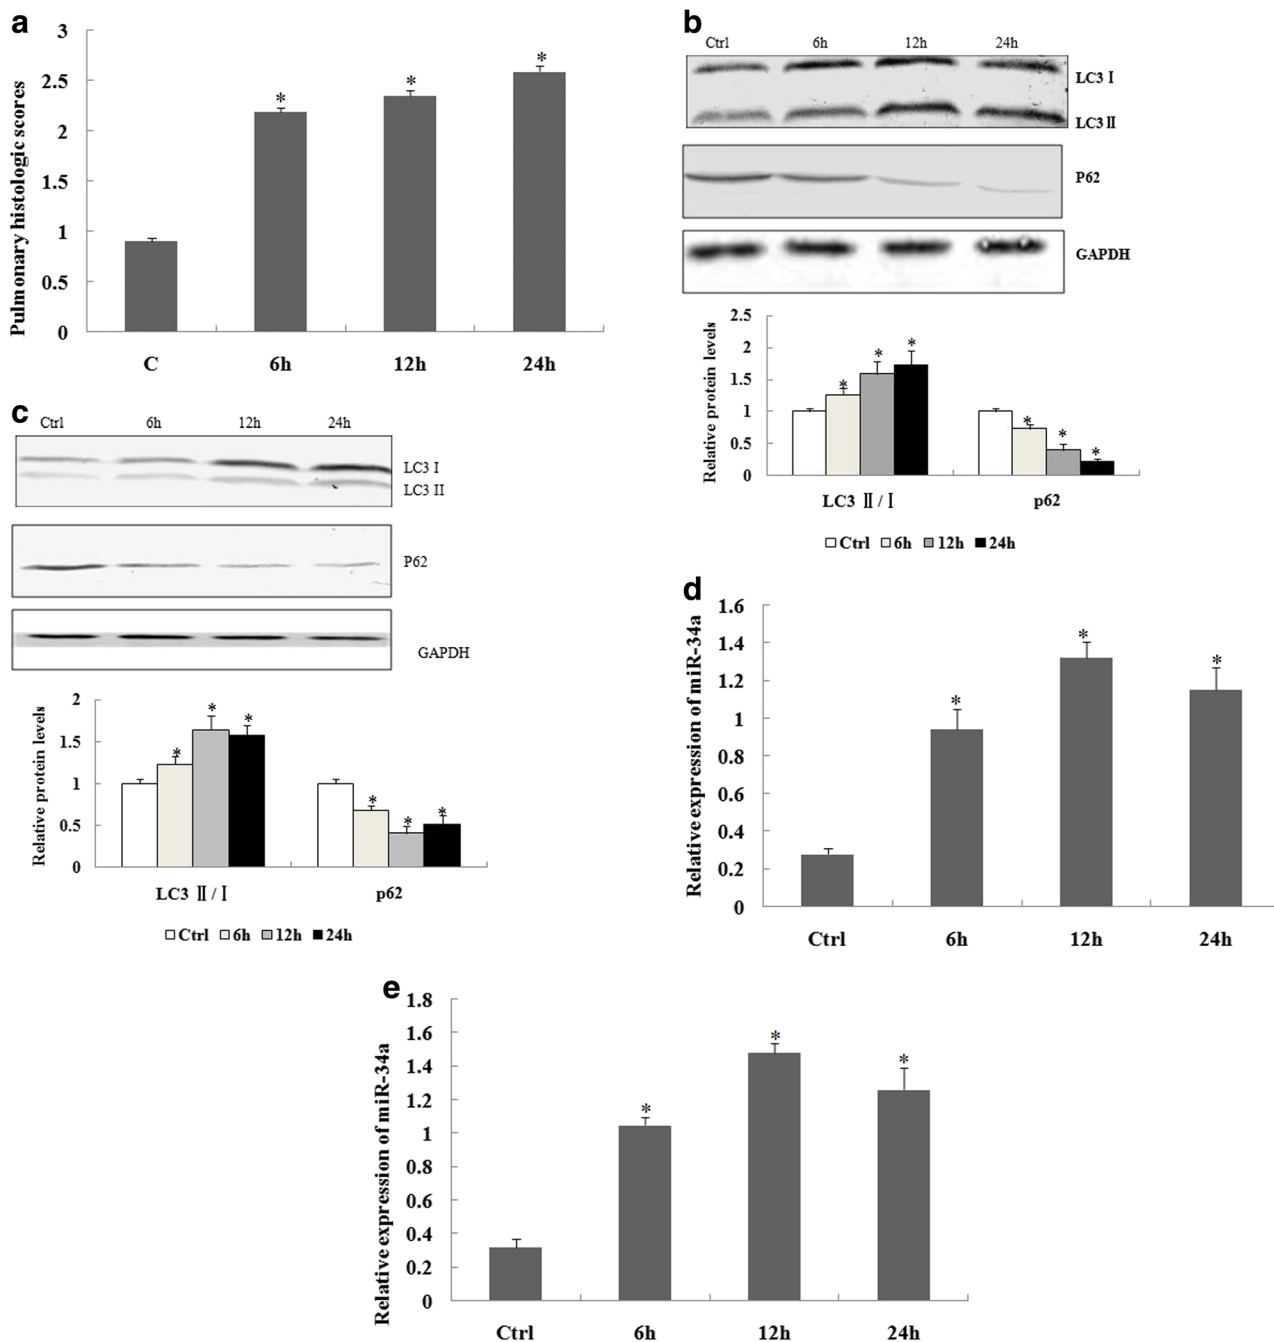 a
Pulmonary histologic scores
3
2.5
2
1.5
1
0.5
0
* * *
C 6h 12h 24h
b
Ctrl 6h 12h 24h
LC3 Ⅰ
LC3 Ⅱ
P62
GAPDH
Relative protein levels
2.5
2
1.5
1
0.5
0
* * * * * *
LC3 Ⅱ / Ⅰ p62
Ctrl 6h 12h 24h
c
Ctrl 6h 12h 24h
LC3 I
LC3 II
P62
GAPDH
Relative protein levels
2
1.5
1
0.5
0
* * * * * *
LC3 Ⅱ / Ⅰ p62
Ctrl 6h 12h 24h
d
Relative expression of miR-34a
1.6
1.4
1.2
1
0.8
0.6
0.4
0.2
0
* * *
Ctrl 6h 12h 24h
e
Relative expression of miR-34a
1.8
1.6
1.4
1.2
1
0.8
0.6
0.4
0.2
0
* * *
Ctrl 6h 12h 24h